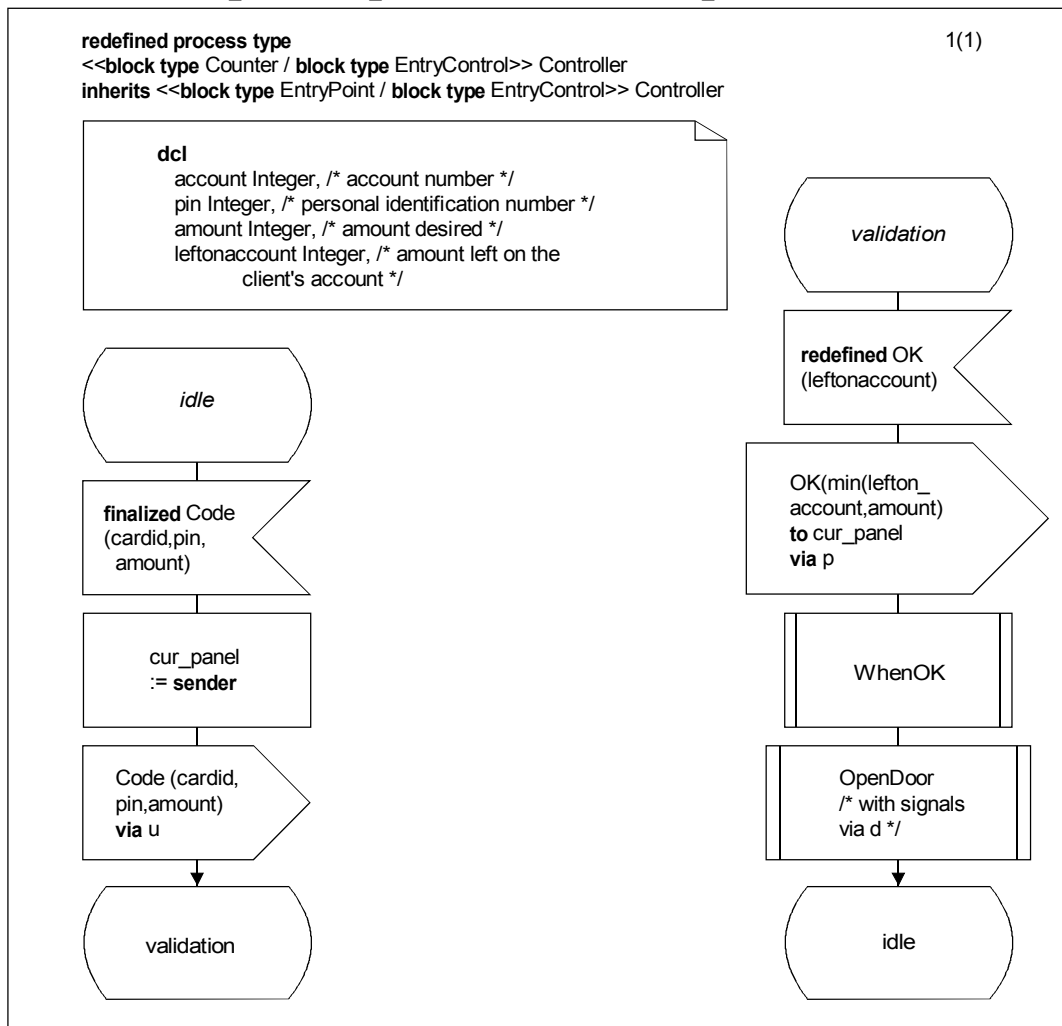 redefined process type
1(1)
<<block type Counter / block type EntryControl>> Controller
inherits <<block type EntryPoint / block type EntryControl>> Controller
dcl
account Integer, /* account number */
pin Integer, /* personal identification number */
amount Integer, /* amount desired */
leftonaccount Integer, /* amount left on the
client's account */
idle
finalized Code
(cardid,pin,
amount)
cur_panel
:= sender
Code (cardid,
pin,amount)
via u
validation
validation
redefined OK
(leftonaccount)
OK(min(lefton_
account,amount)
to cur_panel
via p
WhenOK
OpenDoor
/* with signals
via d */
idle